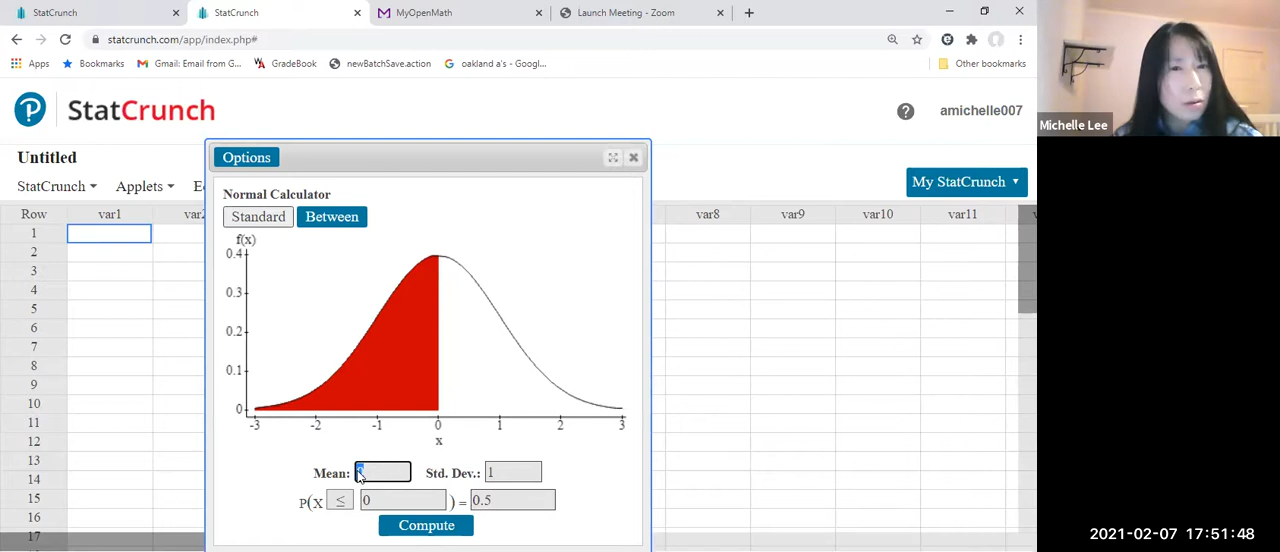 StatCrunch
StatCrunch
MyOpenMath
Launch Meeting - Zoom
statcrunch.com/app/index.php#
Apps
Bookmarks
Gmail: Email from G...
GradeBook
newBatchSave.action
oakland a's - Googl...
Other bookmarks
StatCrunch
amichelle007
Michelle Lee
Untitled
Options
StatCrunch
Applets
My StatCrunch
Normal Calculator
Standard
Between
Row
var1
var8
var9
var10
var11
1
2
3
4
5
6
7
8
9
10
11
12
13
14
15
16
17
f(x)
0.4
0.3
0.2
0.1
0
-3 -2 -1 0 1 2 3
x
Mean: 0 Std. Dev.: 1
P(X ≤ 0 ) = 0.5
Compute
2021-02-07 17:51:48